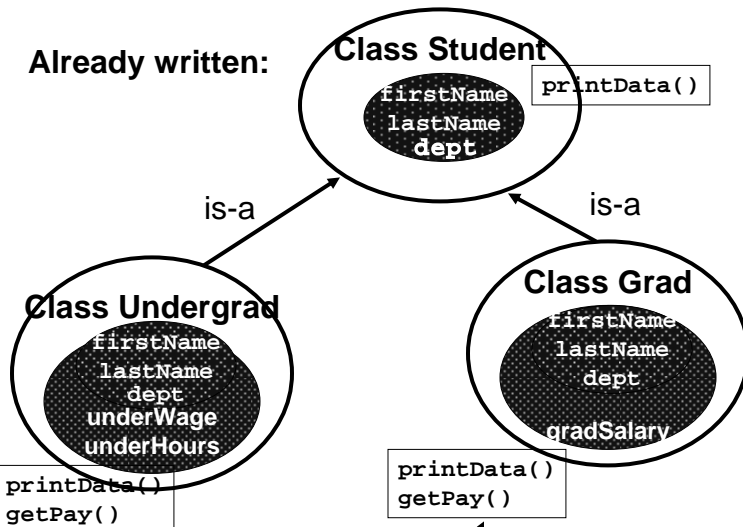 Already written:
Class Student
firstName
lastName
dept
printData()
is-a
is-a
Class Undergrad
firstName
lastName
dept
underWage
underHours
printData()
getPay()
Class Grad
firstName
lastName
dept
gradSalary
printData()
getPay()